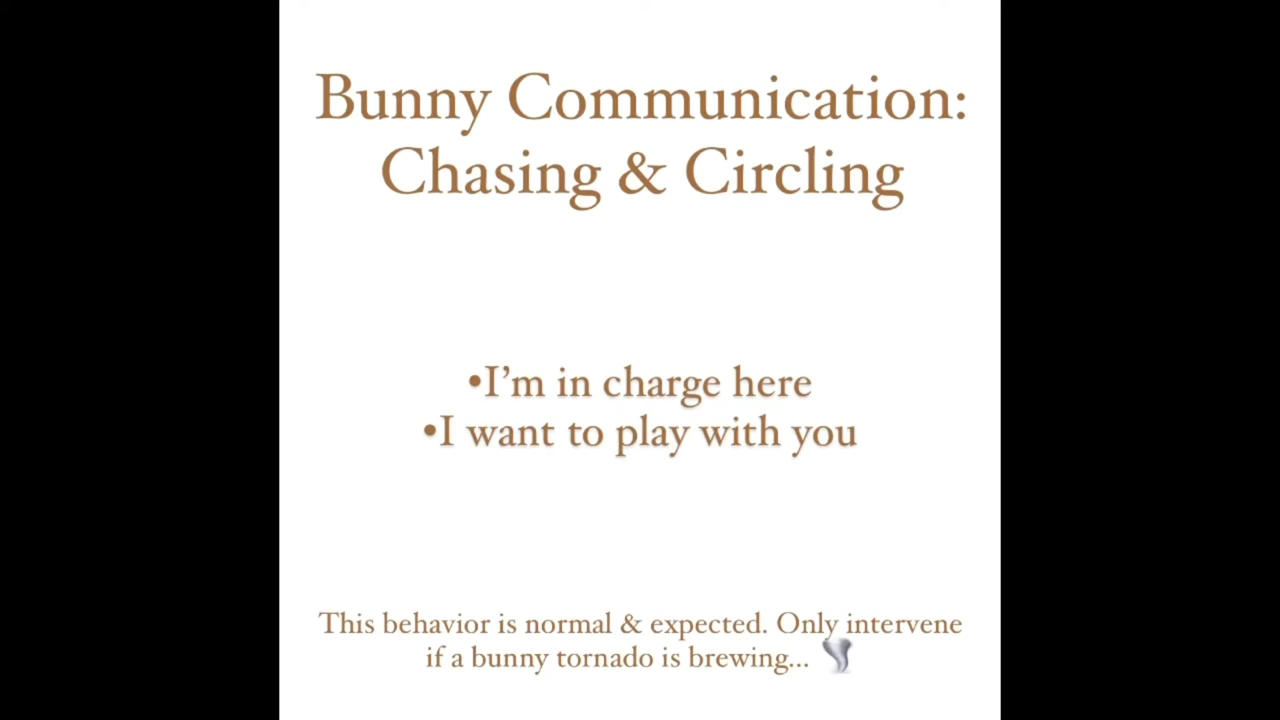 Bunny Communication:
Chasing & Circling
•I’m in charge here
•I want to play with you
This behavior is normal & expected. Only intervene
if a bunny tornado is brewing... 🌪️